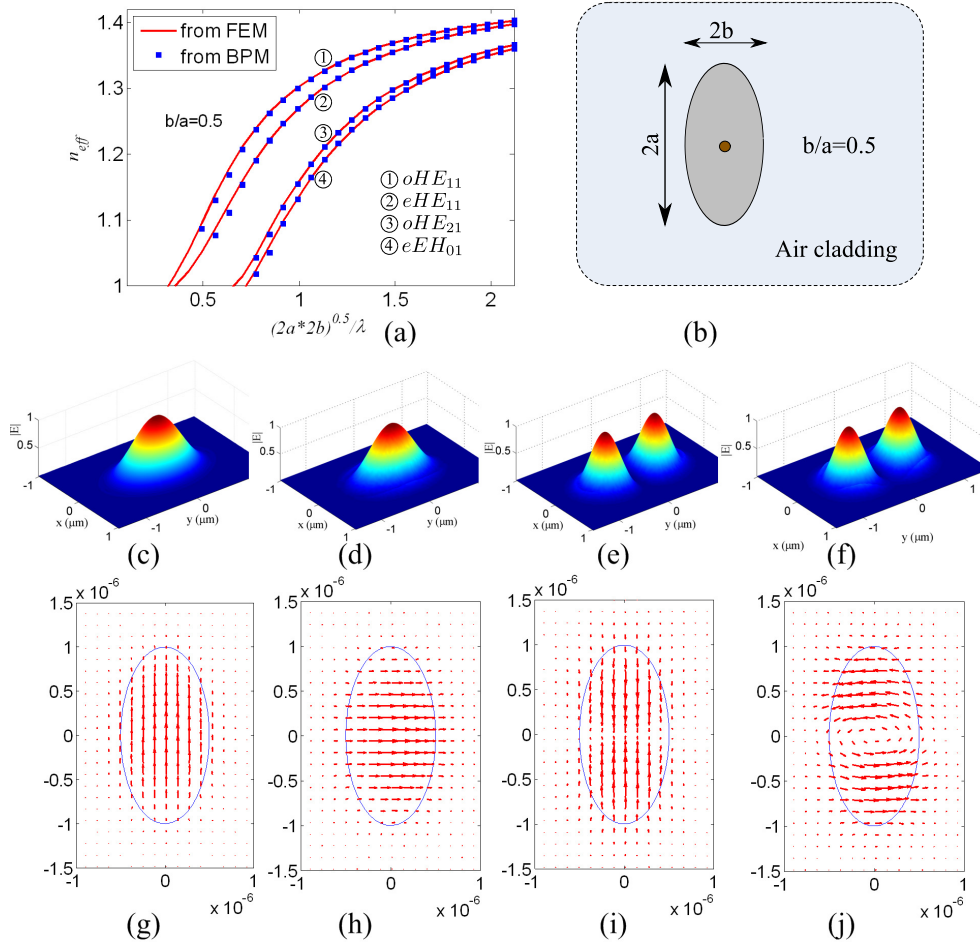 1.4
1.3
1.2
1.1
1
n_eff
from FEM
from BPM
b/a=0.5
①
②
③
④
① oHE₁₁
② eHE₁₁
③ oHE₂₁
④ eEH₀₁
0.5 1 1.5 2
(2a*2b)^0.5/λ
(a)
2b
2a
b/a=0.5
Air cladding
(b)
|E| 1 0.5 0 -1 0 1 x (μm) -1 0 y (μm)
(c)
|E| 1 0.5 0 -1 0 1 x (μm) -1 0 y (μm)
(d)
|E| 1 0.5 0 -1 0 1 x (μm) -1 0 y (μm)
(e)
|E| 1 0.5 0 -1 0 1 x (μm) -1 0 y (μm)
(f)
x 10⁻⁶
1.5
1
0.5
0
-0.5
-1
-1.5
-1 0 1
x 10⁻⁶
(g)
x 10⁻⁶
1.5
1
0.5
0
-0.5
-1
-1.5
-1 0 1
x 10⁻⁶
(h)
x 10⁻⁶
1.5
1
0.5
0
-0.5
-1
-1.5
-1 0 1
x 10⁻⁶
(i)
x 10⁻⁶
1.5
1
0.5
0
-0.5
-1
-1.5
-1 0 1
x 10⁻⁶
(j)